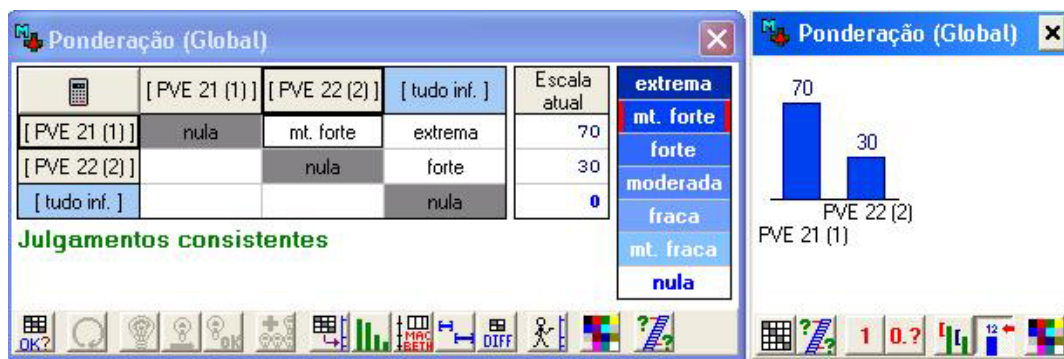 Ponderação (Global)
[ PVE 21 (1) ] [ PVE 22 (2) ] [ tudo inf. ] Escala atual
[ PVE 21 (1) ] nula mt. forte extrema 70
[ PVE 22 (2) ] nula forte 30
[ tudo inf. ] nula 0
Julgamentos consistentes
extrema
mt. forte
forte
moderada
fraca
mt. fraca
nula
OK? OK MAC BETH DIFF
Ponderação (Global)
70
30
PVE 22 (2)
PVE 21 (1)
1 0.? 12